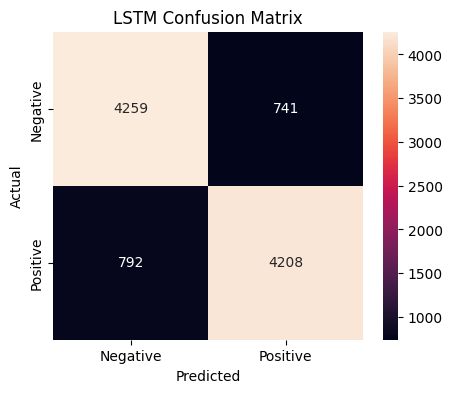 LSTM Confusion Matrix
Actual
Negative
4259
741
Positive
792
4208
Negative
Positive
Predicted
4000
3500
3000
2500
2000
1500
1000